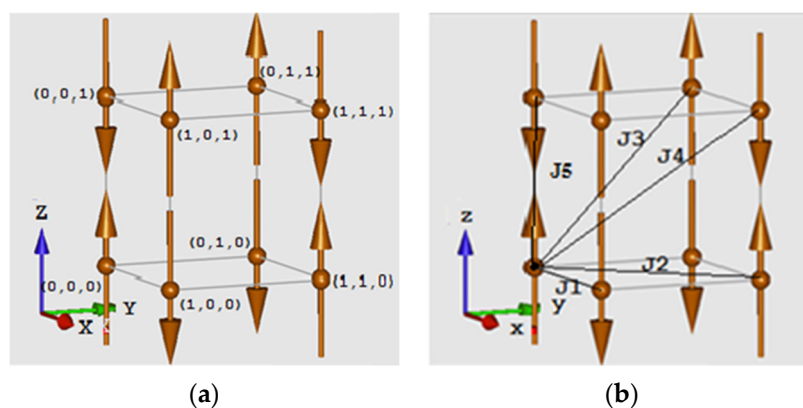 (0,0,1)
(0,1,1)
(1,1,1)
(1,0,1)
Z
(0,1,0)
(0,0,0)
(1,1,0)
(1,0,0)
Y
X
(a)
J3
J4
J5
z
J2
J1
y
x
(b)